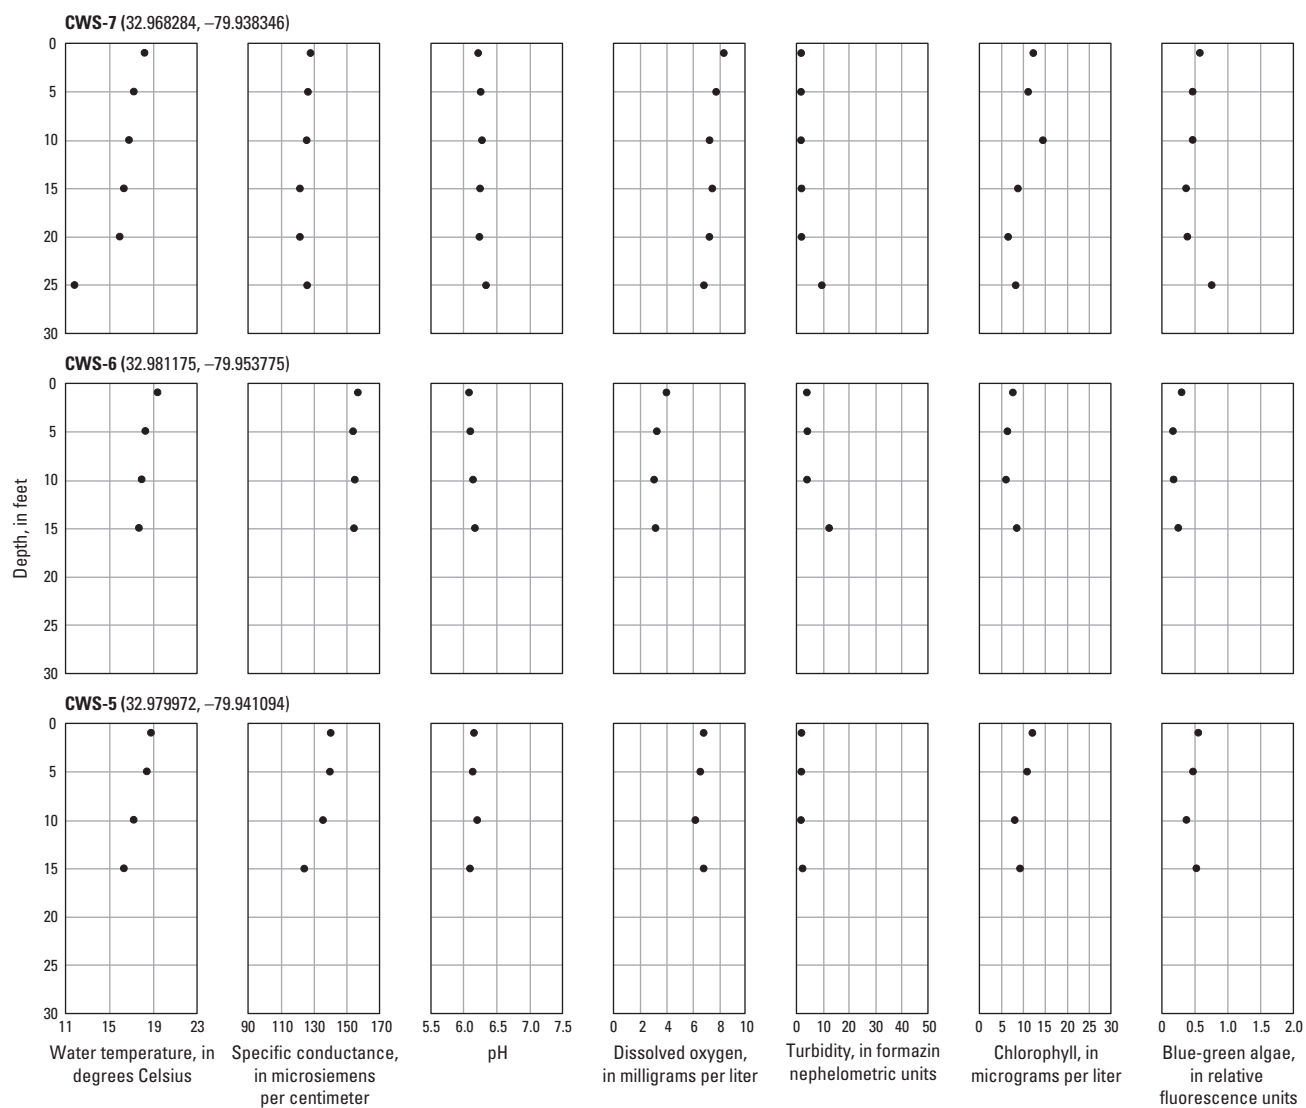 CWS-7 (32.968284, –79.938346)
0
5
10
15
20
25
30
CWS-6 (32.981175, –79.953775)
0
5
10
15
20
25
30
Depth, in feet
CWS-5 (32.979972, –79.941094)
0
5
10
15
20
25
30
11 15 19 23 90 110 130 150 170 5.5 6.0 6.5 7.0 7.5 0 2 4 6 8 10 0 10 20 30 40 50 0 5 10 15 20 25 30 0 0.5 1.0 1.5 2.0
Water temperature, in
degrees Celsius
Specific conductance,
in microsiemens
per centimeter
pH
Dissolved oxygen,
in milligrams per liter
Turbidity, in formazin
nephelometric units
Chlorophyll, in
micrograms per liter
Blue-green algae,
in relative
fluorescence units